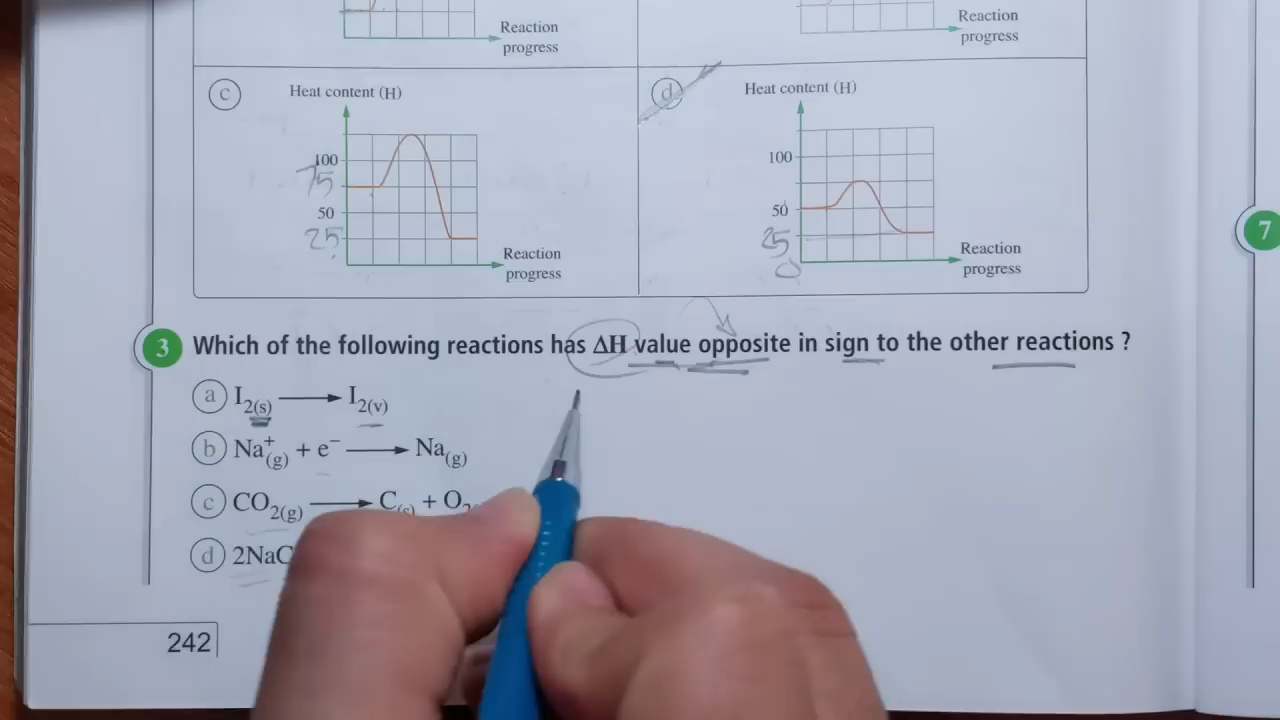 Reaction
progress
Reaction
progress
c
Heat content (H)
100
75
50
25
Reaction
progress
d
Heat content (H)
100
50
25
0
Reaction
progress
7
3 Which of the following reactions has ΔH value opposite in sign to the other reactions ?
a I₂₍s₎ ⟶ I₂₍v₎
b Na⁺₍g₎ + e⁻ ⟶ Na₍g₎
c CO₂₍g₎ ⟶ C₍s₎ + O₂
d 2NaC
242